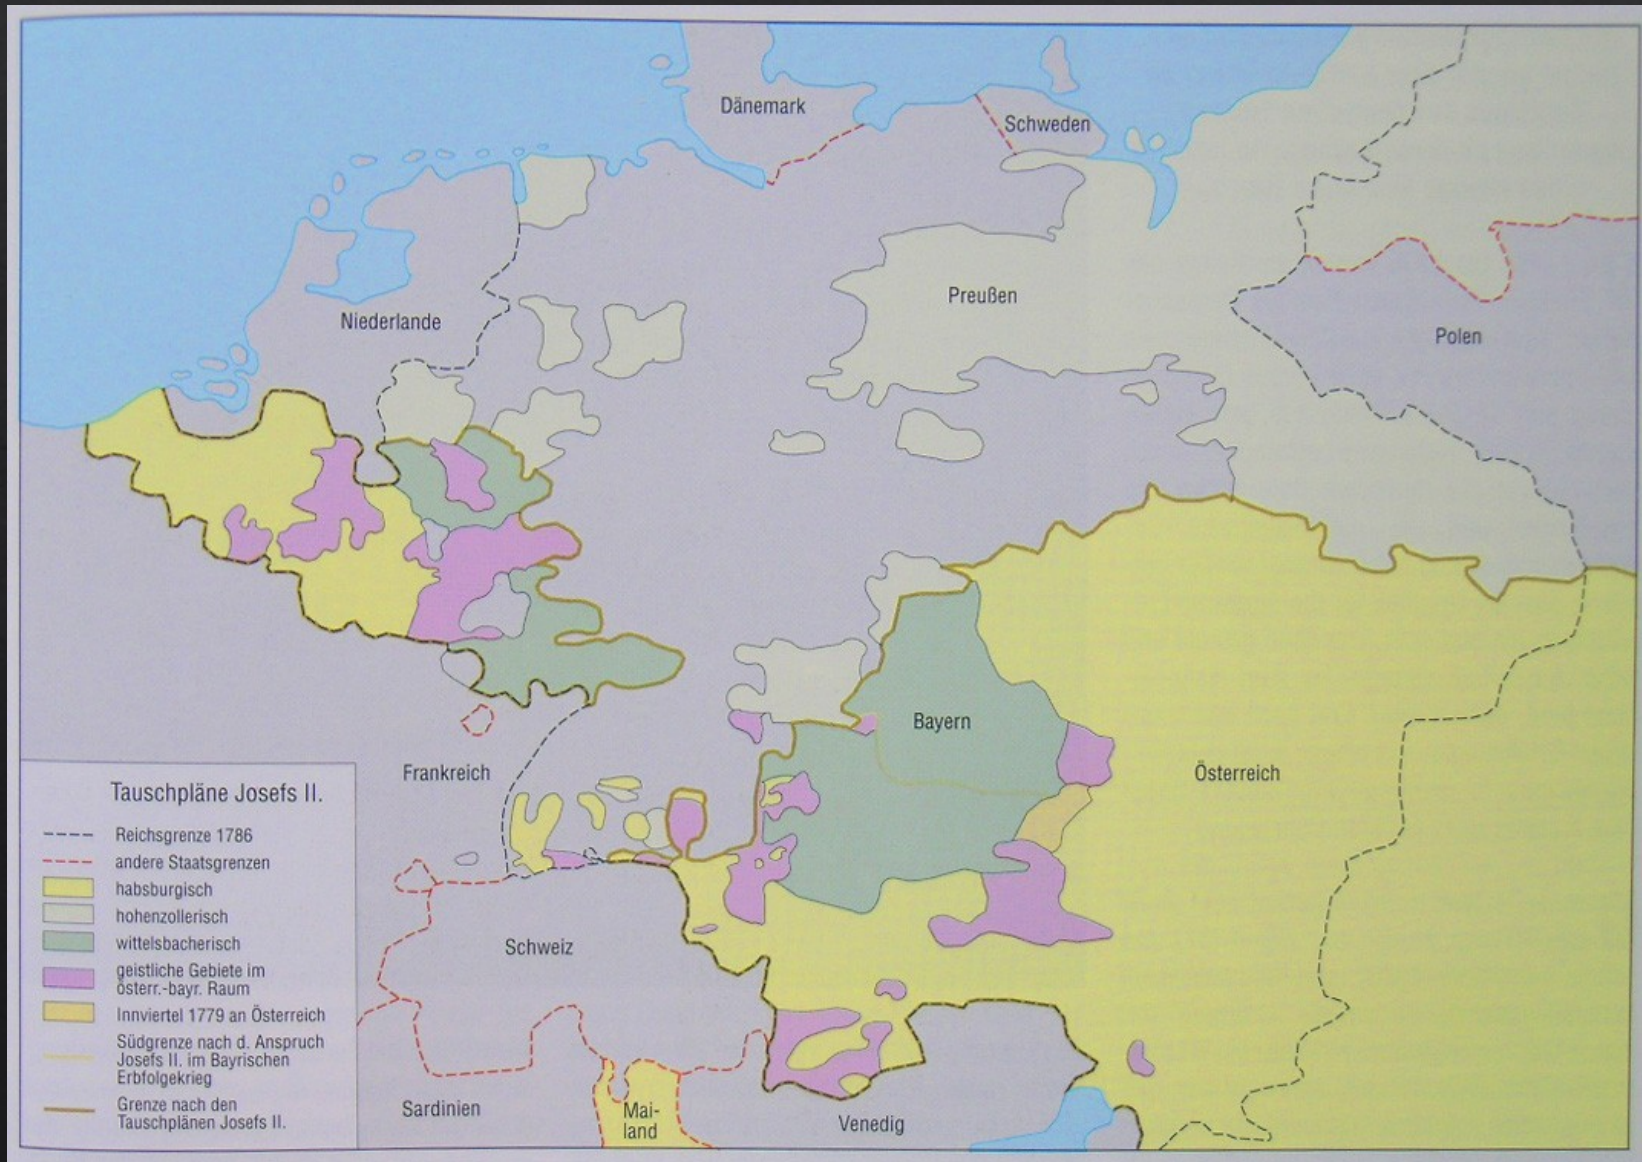 Dänemark
Schweden
Preußen
Niederlande
Polen
Bayern
Frankreich
Österreich
Schweiz
Sardinien
Mai-
land
Venedig
Tauschpläne Josefs II.
Reichsgrenze 1786
andere Staatsgrenzen
habsburgisch
hohenzollerisch
wittelsbacherisch
geistliche Gebiete im
österr.-bayr. Raum
Innviertel 1779 an Österreich
Südgrenze nach d. Anspruch
Josefs II. im Bayrischen
Erbfolgekrieg
Grenze nach den
Tauschplänen Josefs II.